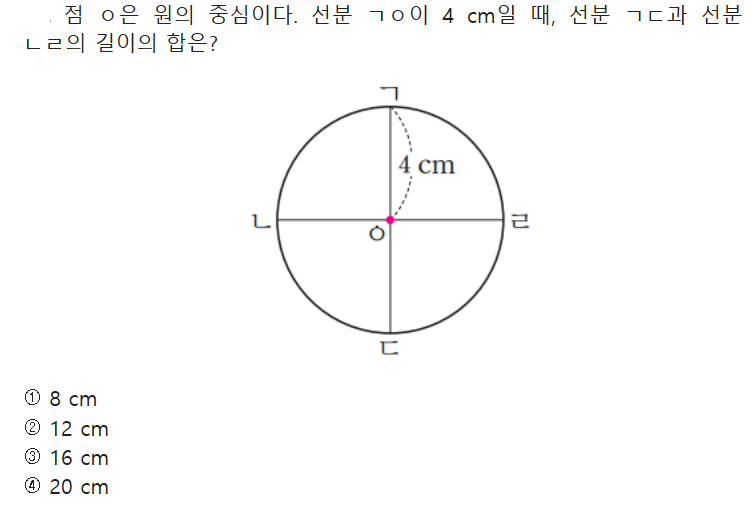 . 점 ㅇ은 원의 중심이다. 선분 ㄱㅇ이 4 cm일 때, 선분 ㄱㄷ과 선분
ㄴㄹ의 길이의 합은?
ㄱ
4 cm
ㄴ
ㄹ
ㅇ
ㄷ
① 8 cm
② 12 cm
③ 16 cm
④ 20 cm